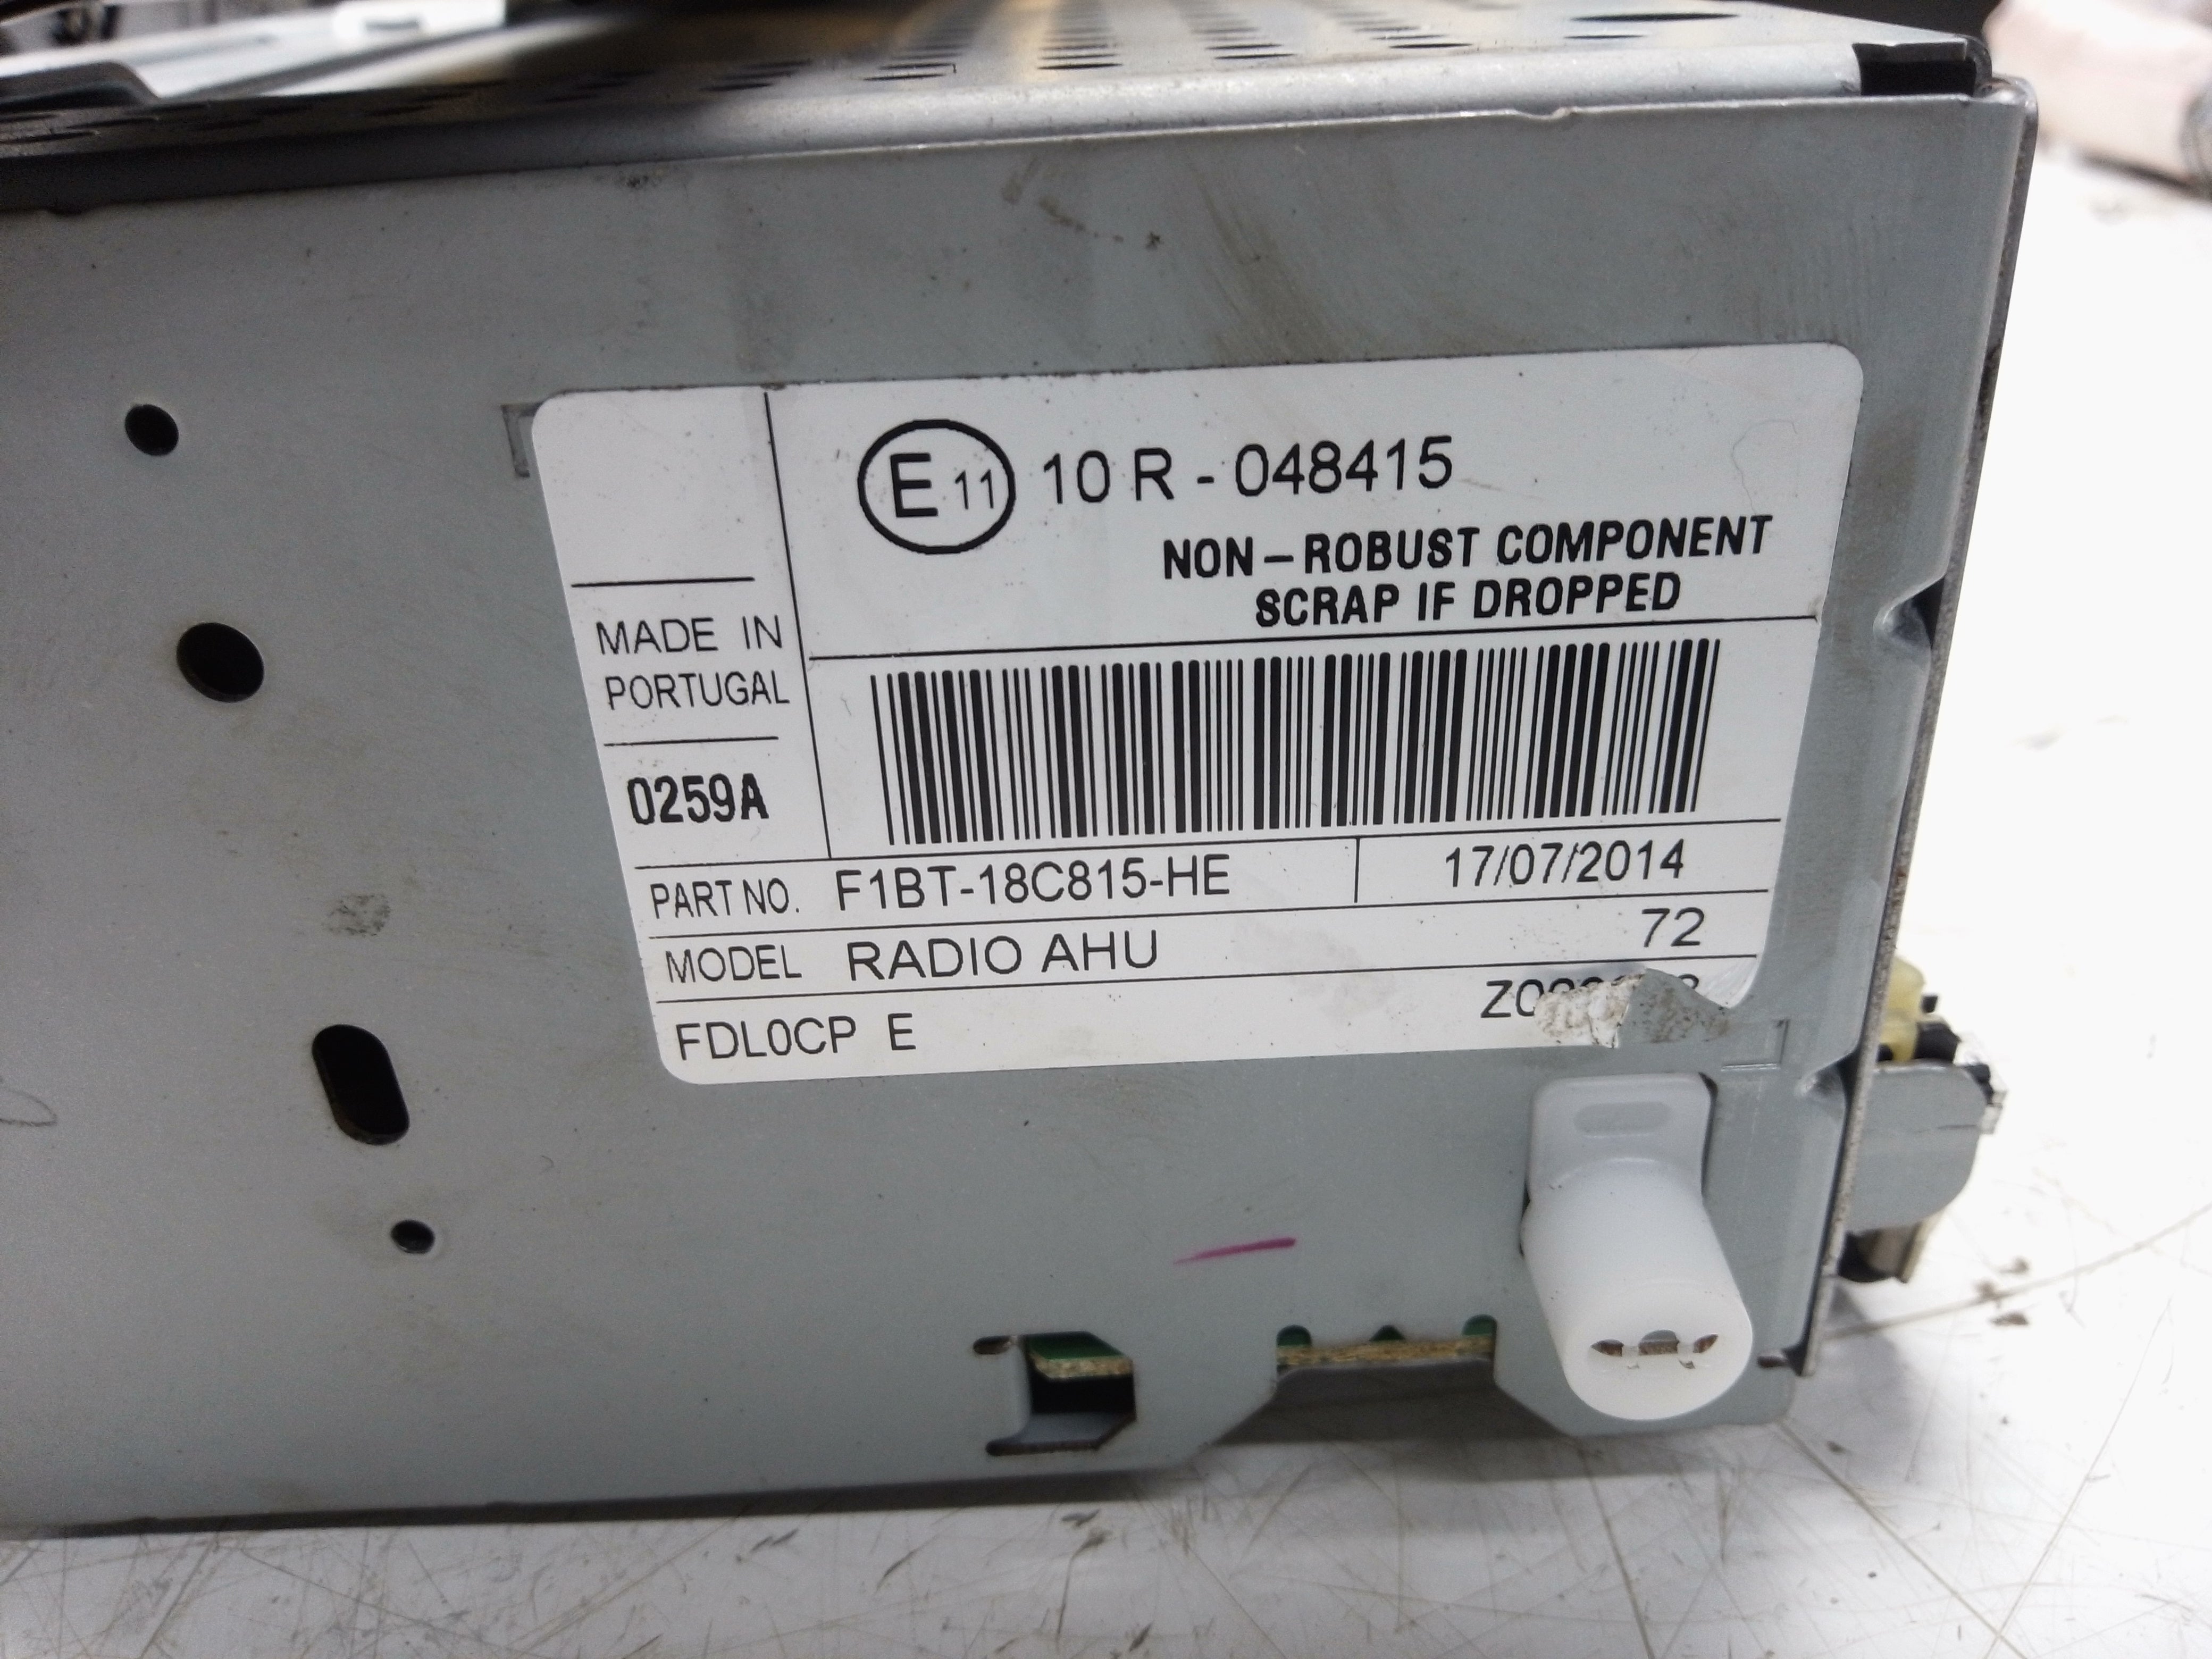 E 11 10 R - 048415
NON-ROBUST COMPONENT
SCRAP IF DROPPED
MADE IN
PORTUGAL
0259A
PART NO. F1BT-18C815-HE 17/07/2014
MODEL RADIO AHU 72
FDL0CP E